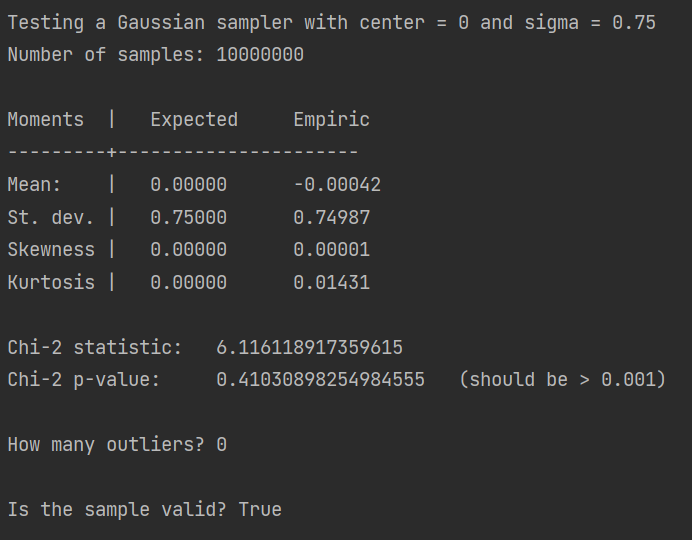 Testing a Gaussian sampler with center = 0 and sigma = 0.75
Number of samples: 10000000
Moments  |   Expected     Empiric
---------+----------------------
Mean:    |   0.00000      -0.00042
St. dev. |   0.75000      0.74987
Skewness |   0.00000      0.00001
Kurtosis |   0.00000      0.01431
Chi-2 statistic:   6.116118917359615
Chi-2 p-value:     0.41030898254984555   (should be > 0.001)
How many outliers? 0
Is the sample valid? True